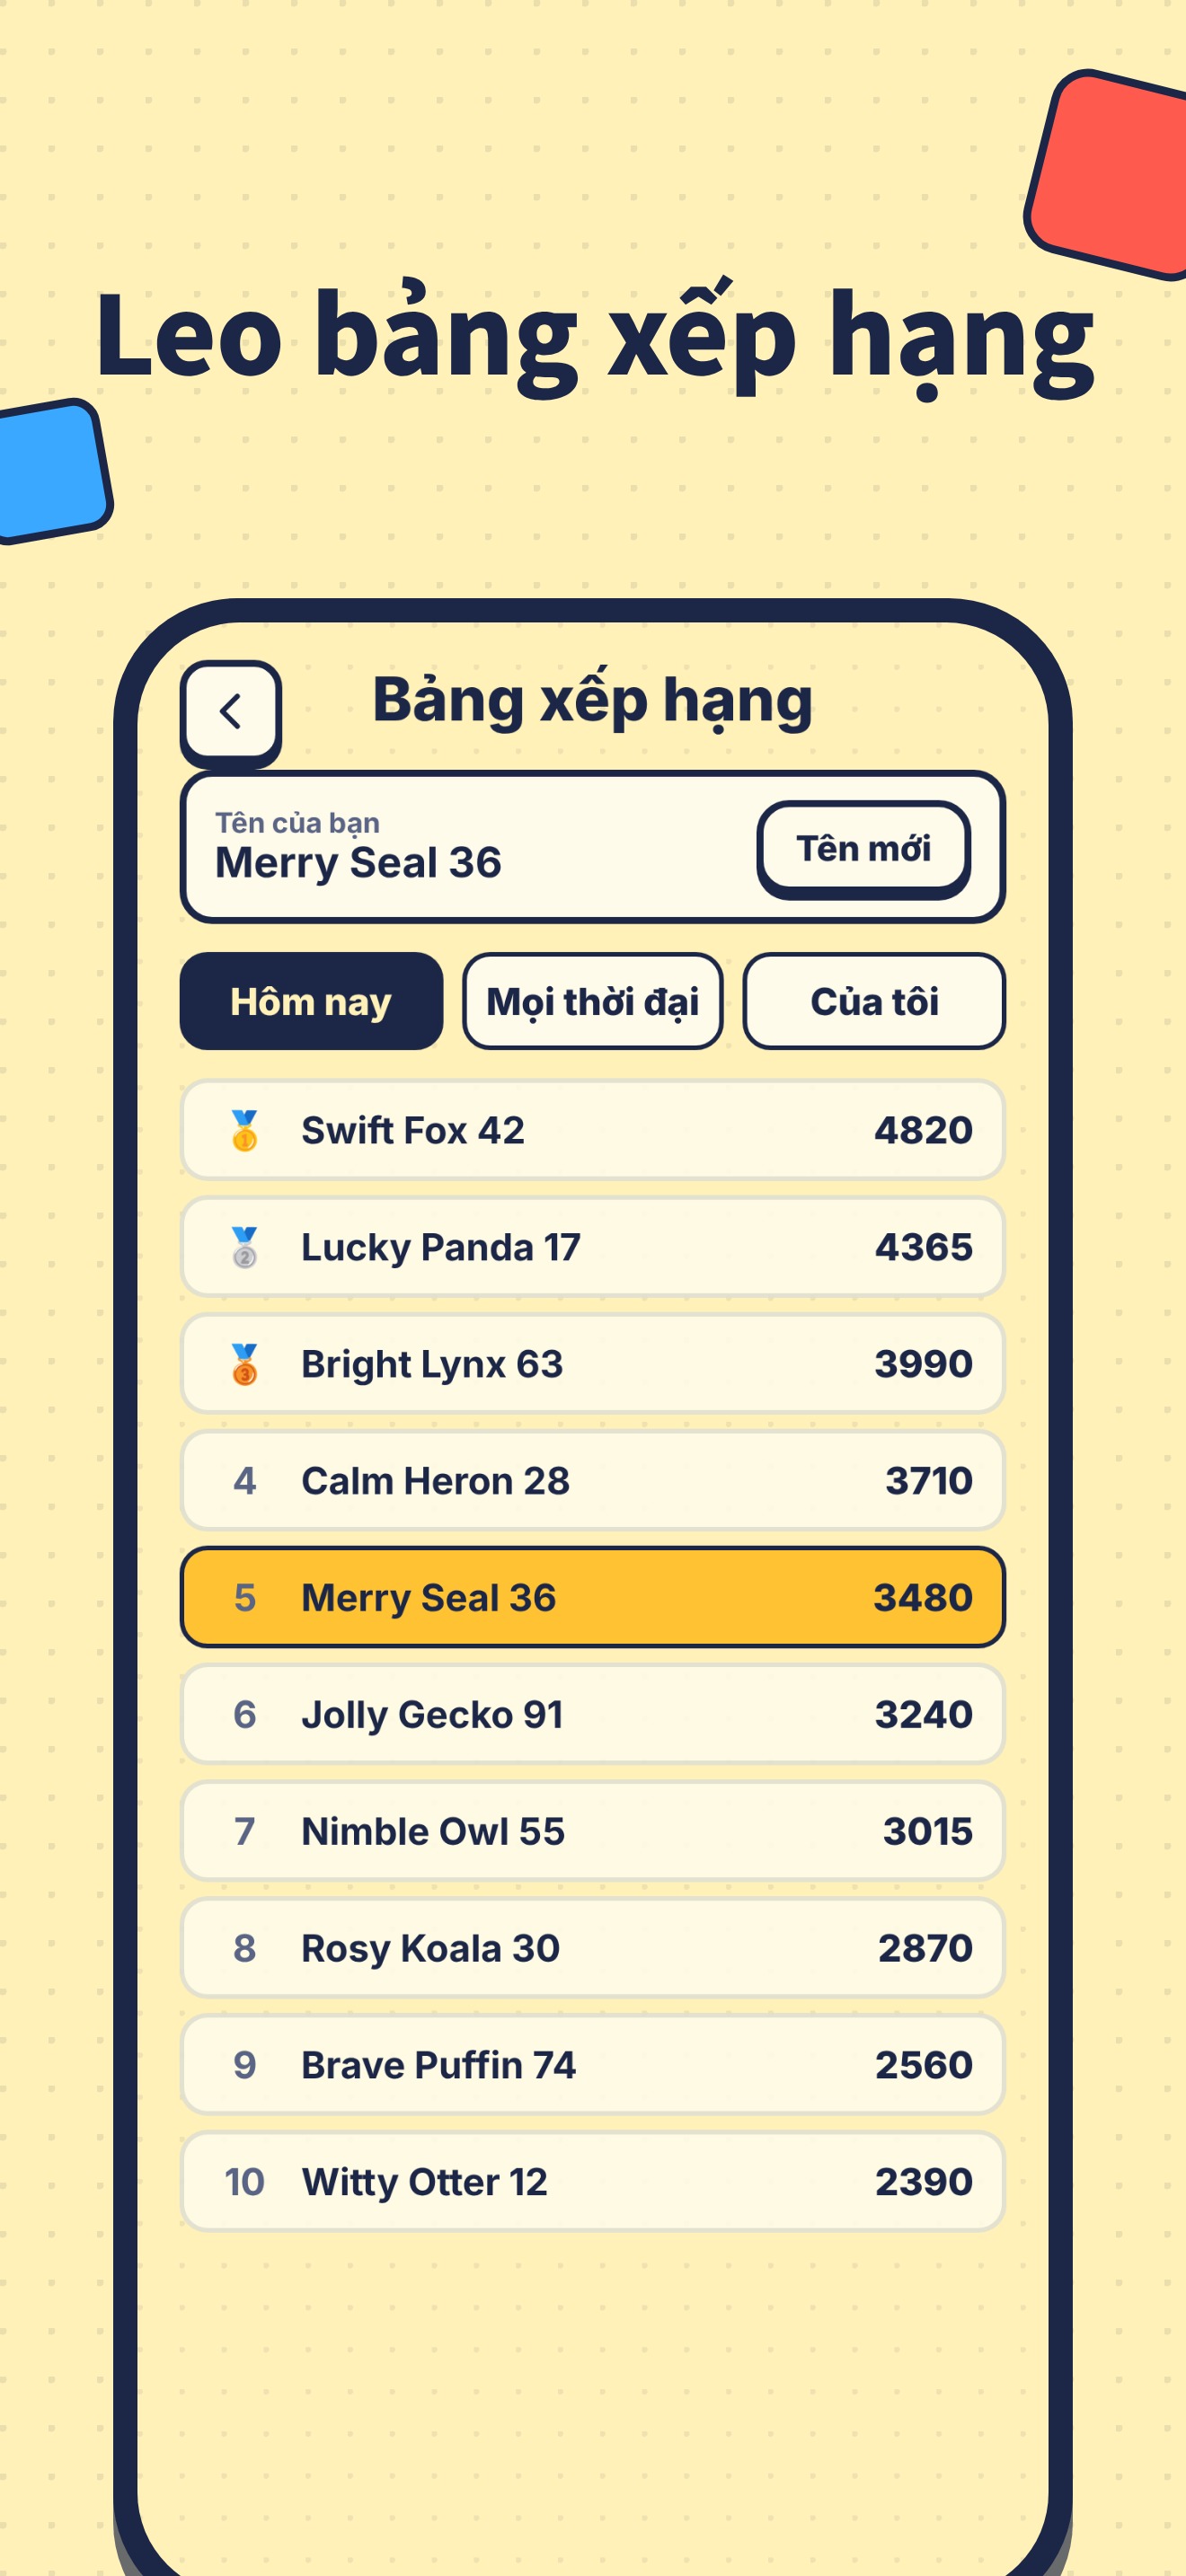 Leo bảng xếp hạng
Bảng xếp hạng
Tên của bạn
Merry Seal 36
Tên mới
Hôm nay
Mọi thời đại
Của tôi
1 Swift Fox 42 4820
2 Lucky Panda 17 4365
3 Bright Lynx 63 3990
4 Calm Heron 28 3710
5 Merry Seal 36 3480
6 Jolly Gecko 91 3240
7 Nimble Owl 55 3015
8 Rosy Koala 30 2870
9 Brave Puffin 74 2560
10 Witty Otter 12 2390